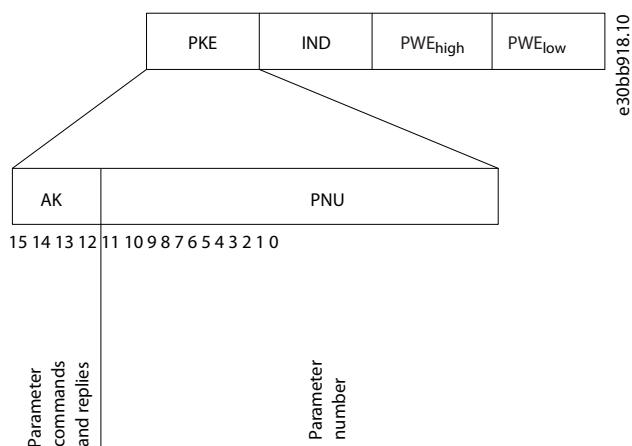 PKE IND PWEhigh PWElow
e30bb918.10
AK PNU
15 14 13 12 11 10 9 8 7 6 5 4 3 2 1 0
Parameter
commands
and replies
Parameter
number